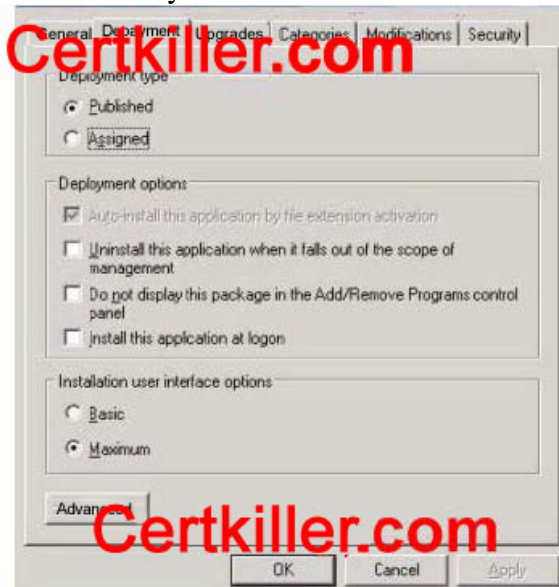 General Deployment Upgrades Categories Modifications Security
Certkiller.com
Deployment type
Published
Assigned
Deployment options
Auto-install this application by file extension activation
Uninstall this application when it falls out of the scope of
management
Do not display this package in the Add/Remove Programs control
panel
Install this application at logon
Installation user interface options
Basic
Maximum
Advanced
Certkiller.com
OK Cancel Apply